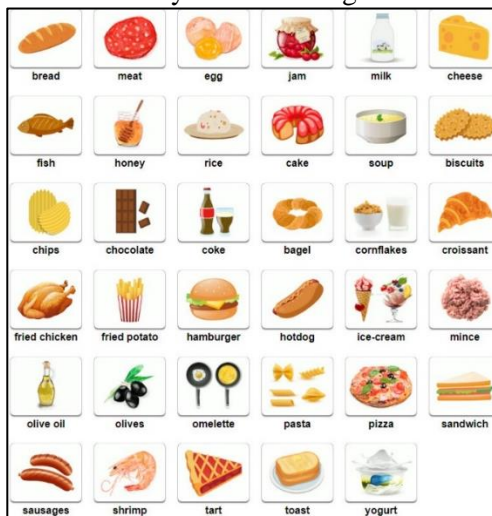 bread meat egg jam milk cheese
fish honey rice cake soup biscuits
chips chocolate coke bagel cornflakes croissant
fried chicken fried potato hamburger hotdog ice-cream mince
olive oil olives omelette pasta pizza sandwich
sausages shrimp tart toast yogurt